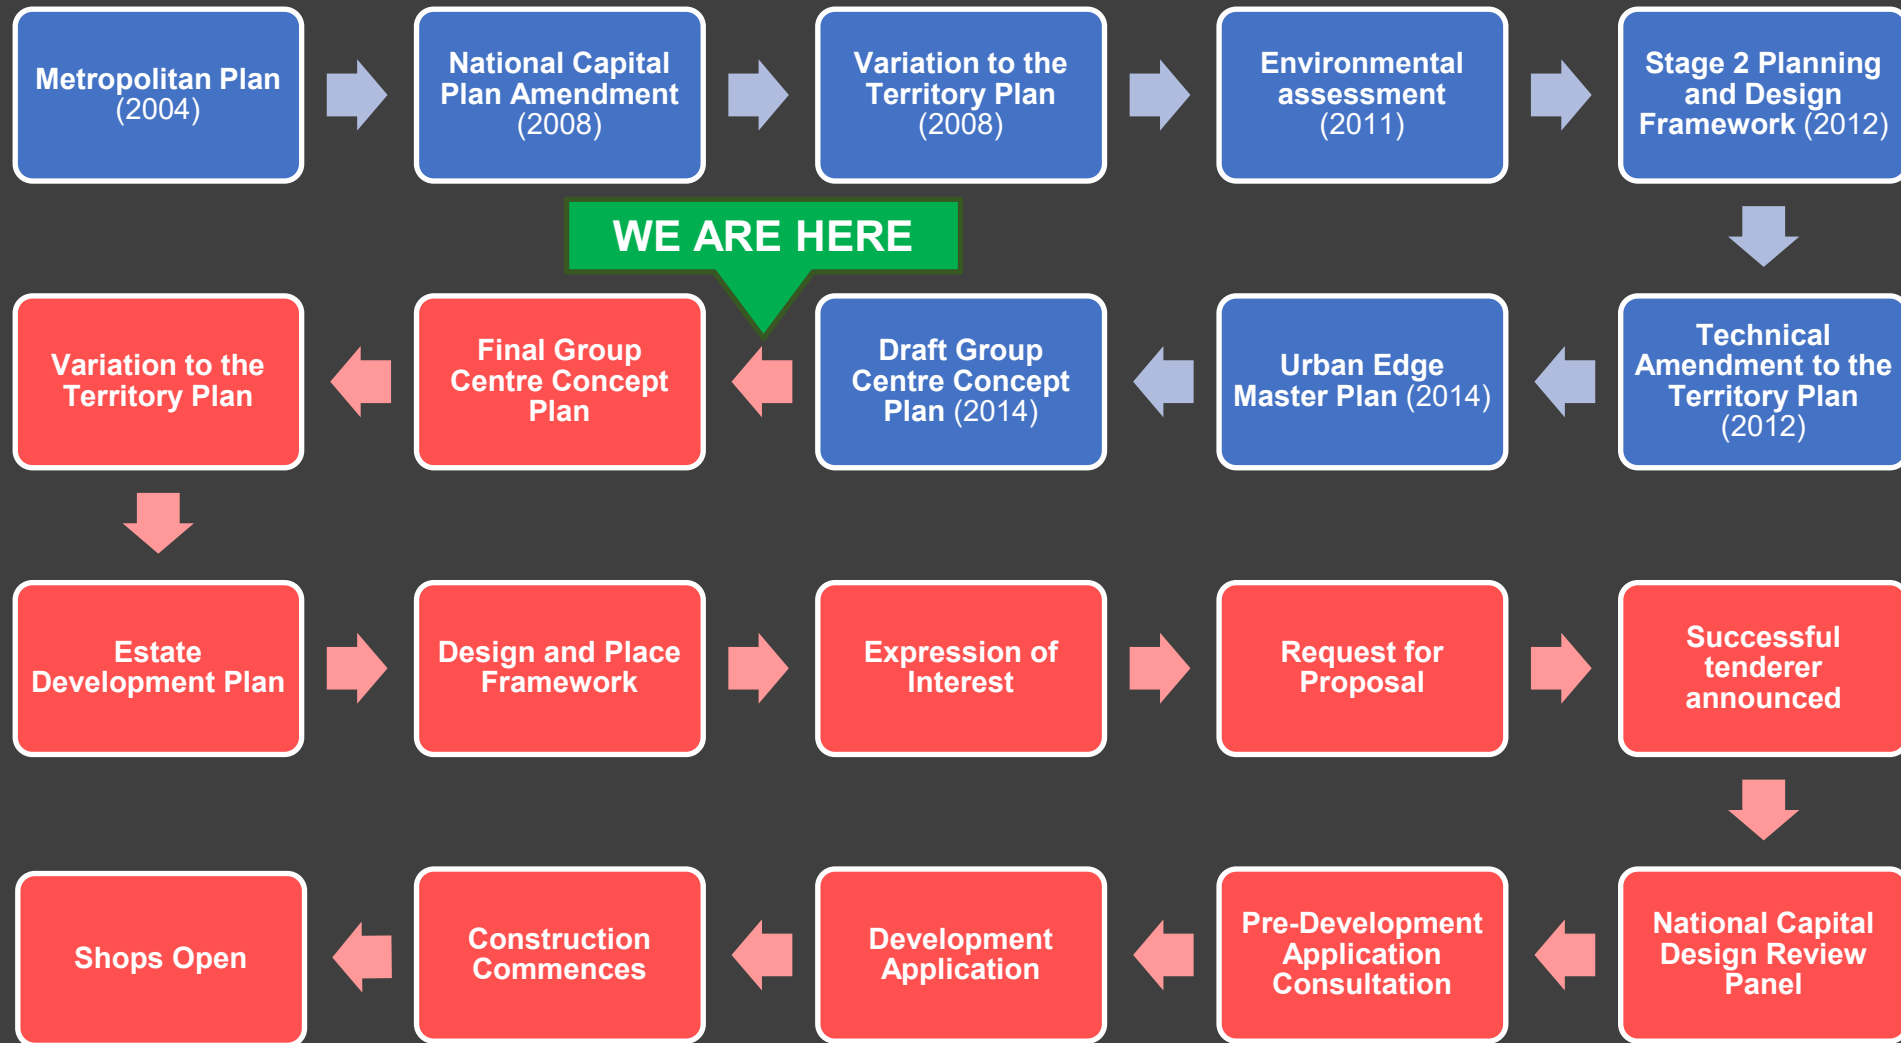 Metropolitan Plan
(2004)
National Capital
Plan Amendment
(2008)
Variation to the
Territory Plan
(2008)
Environmental
assessment
(2011)
Stage 2 Planning
and Design
Framework (2012)
WE ARE HERE
Technical
Amendment to the
Territory Plan
(2012)
Urban Edge
Master Plan (2014)
Draft Group
Centre Concept
Plan (2014)
Final Group
Centre Concept
Plan
Variation to the
Territory Plan
Estate
Development Plan
Design and Place
Framework
Expression of
Interest
Request for
Proposal
Successful
tenderer
announced
National Capital
Design Review
Panel
Pre-Development
Application
Consultation
Development
Application
Construction
Commences
Shops Open